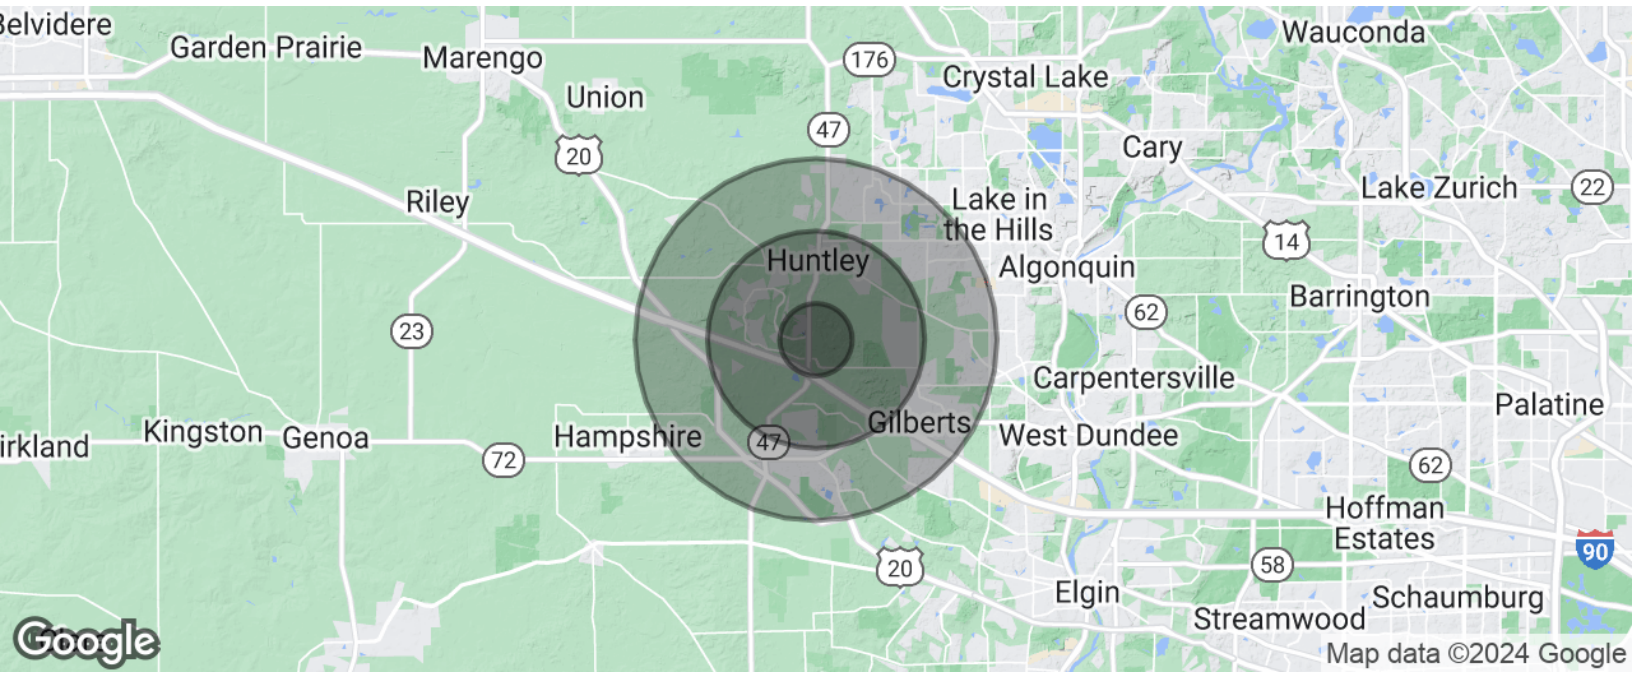 Belvidere
Garden Prairie
Marengo
176
Wauconda
Crystal Lake
Union
47
Cary
20
Riley
Lake in
the Hills
Lake Zurich
22
14
Huntley
Algonquin
Barrington
62
23
Carpentersville
Palatine
Gilberts
Kingston
Genoa
Hampshire
47
West Dundee
irkland
72
62
Hoffman
Estates
90
20
58
Elgin
Schaumburg
Streamwood
Google
Map data ©2024 Google